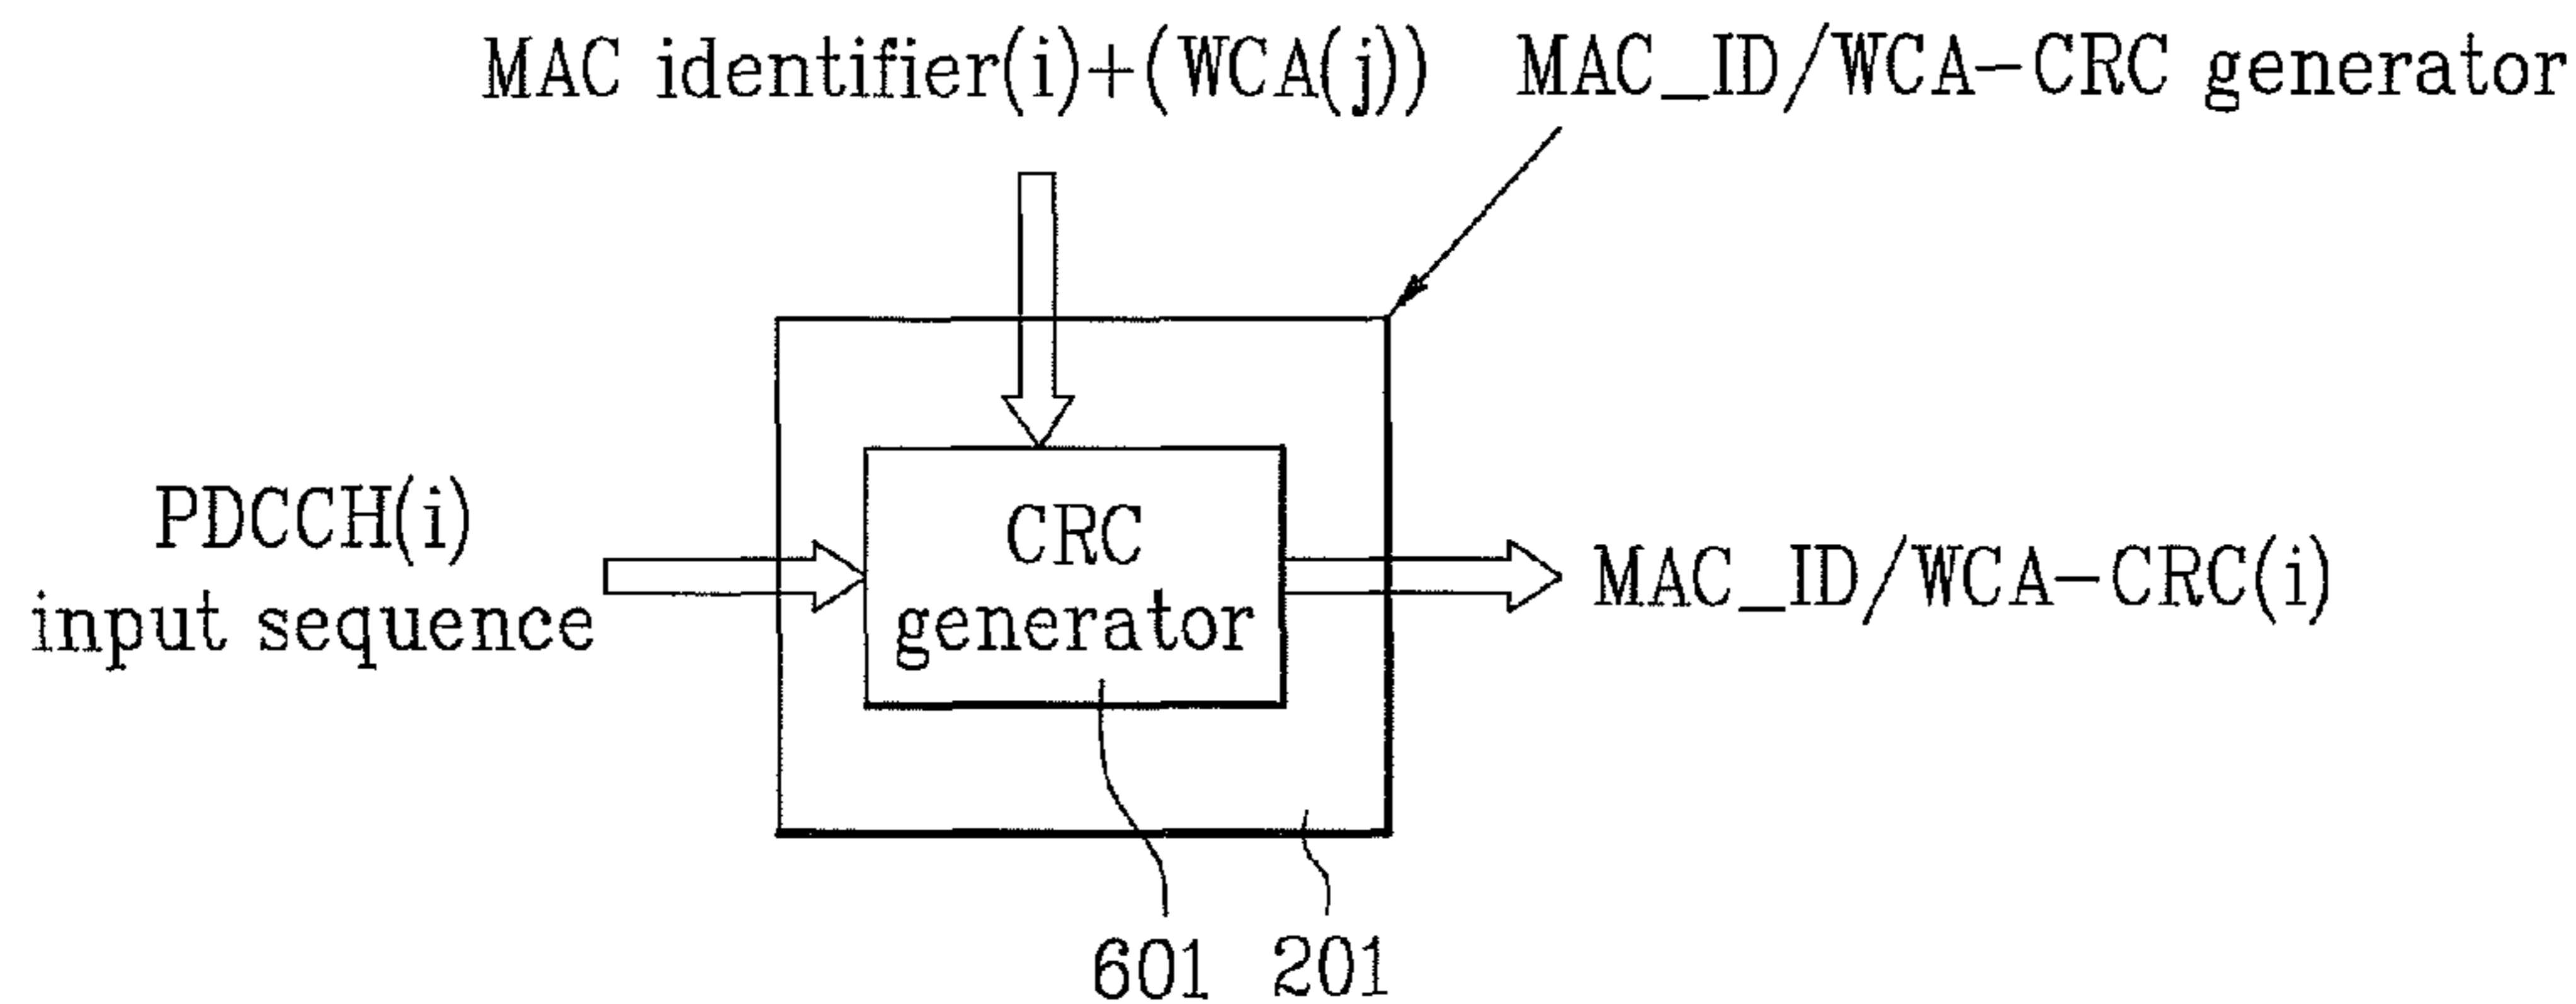 MAC identifier(i)+(WCA(j))
MAC_ID/WCA-CRC generator
PDCCH(i)
input sequence
CRC
generator
MAC_ID/WCA-CRC(i)
601
201